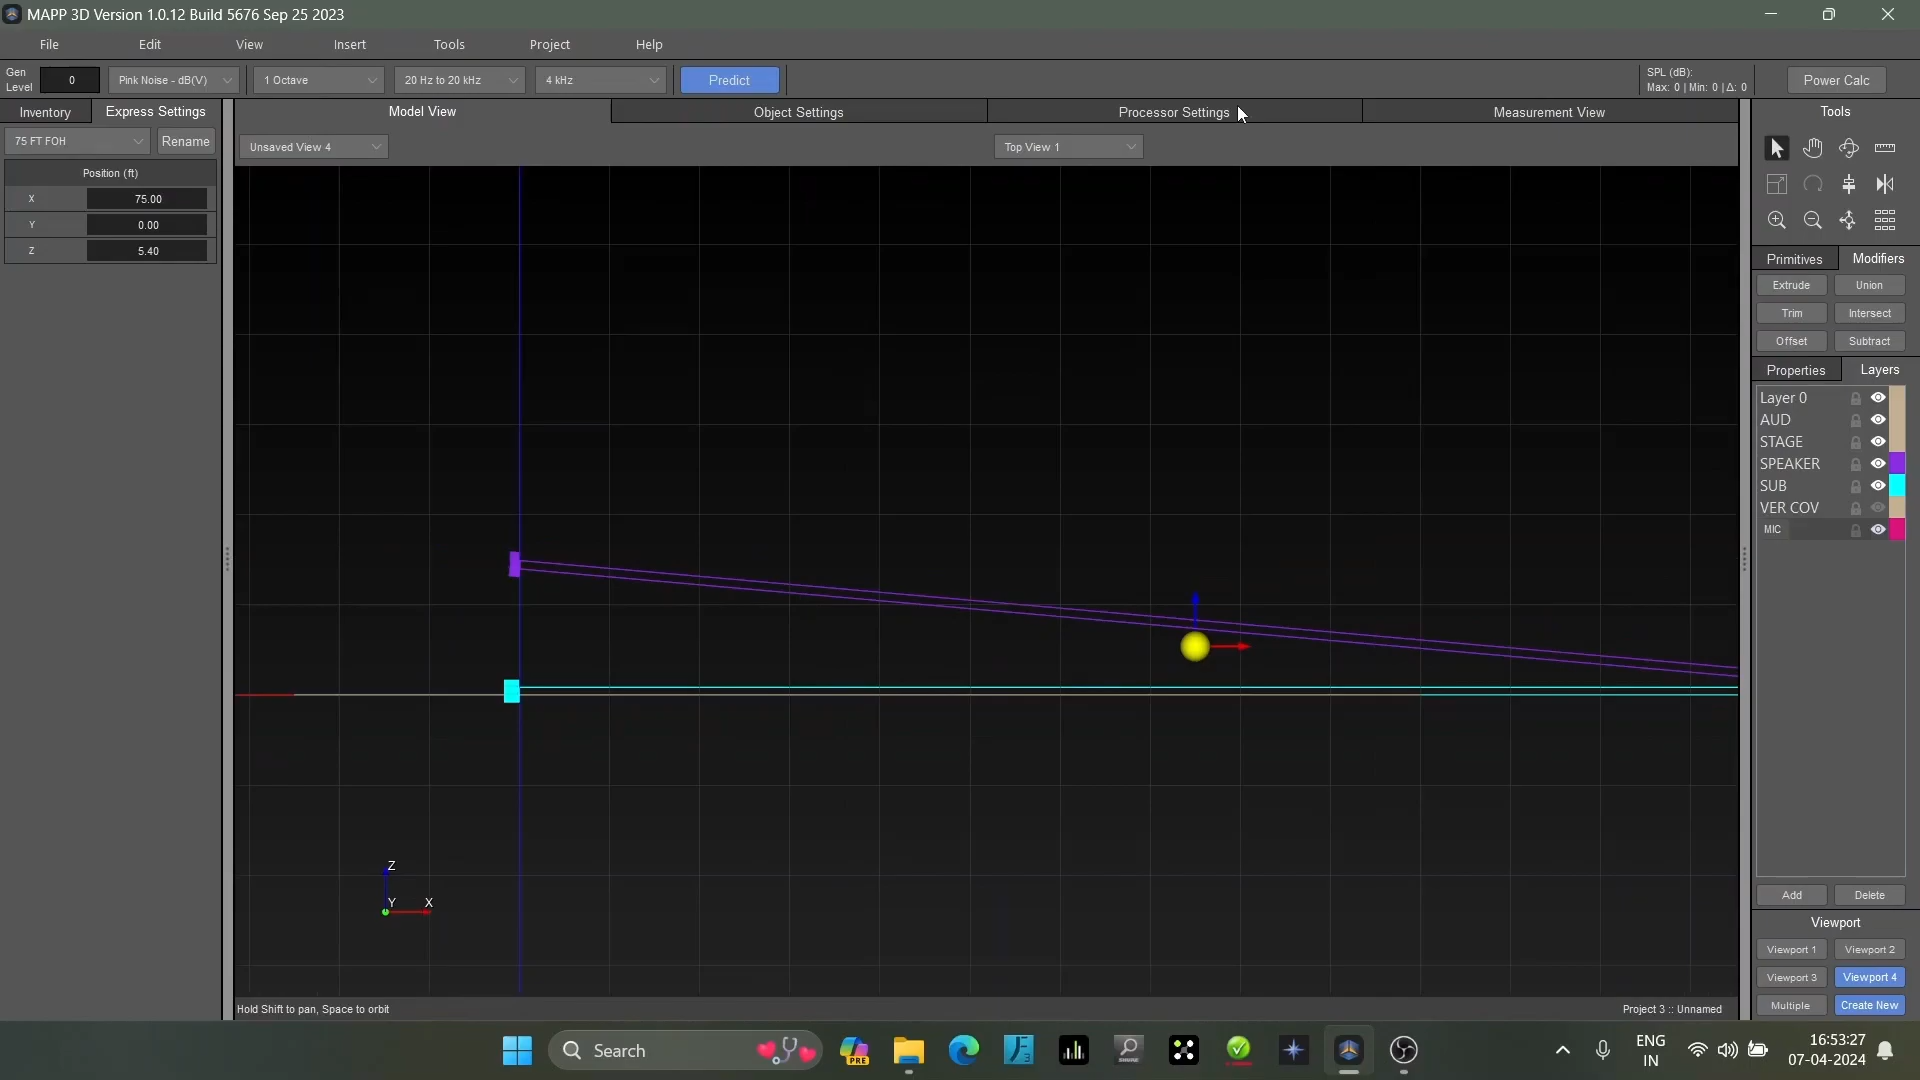 MAPP 3D Version 1.0.12 Build 5676 Sep 25 2023
File Edit View Insert Tools Project Help
Gen Level 0 Pink Noise - dB(V) 1 Octave 20 Hz to 20 kHz 4 kHz Predict
SPL (dB):
Max: 0 | Min: 0 | Δ: 0
Power Calc
Inventory Express Settings Model View Object Settings Processor Settings Measurement View Tools
75 FT FOH Rename
Unsaved View 4 Top View 1
Position (ft)
X 75.00
Y 0.00
Z 5.40
Primitives Modifiers
Extrude Union
Trim Intersect
Offset Subtract
Properties Layers
Layer 0
AUD
STAGE
SPEAKER
SUB
VER COV
MIC
Z
Y X
Add Delete
Viewport
Viewport 1 Viewport 2
Viewport 3 Viewport 4
Multiple Create New
Hold Shift to pan, Space to orbit
Project 3 :: Unnamed
Search
PRE
3
ENG
IN
16:53:27
07-04-2024